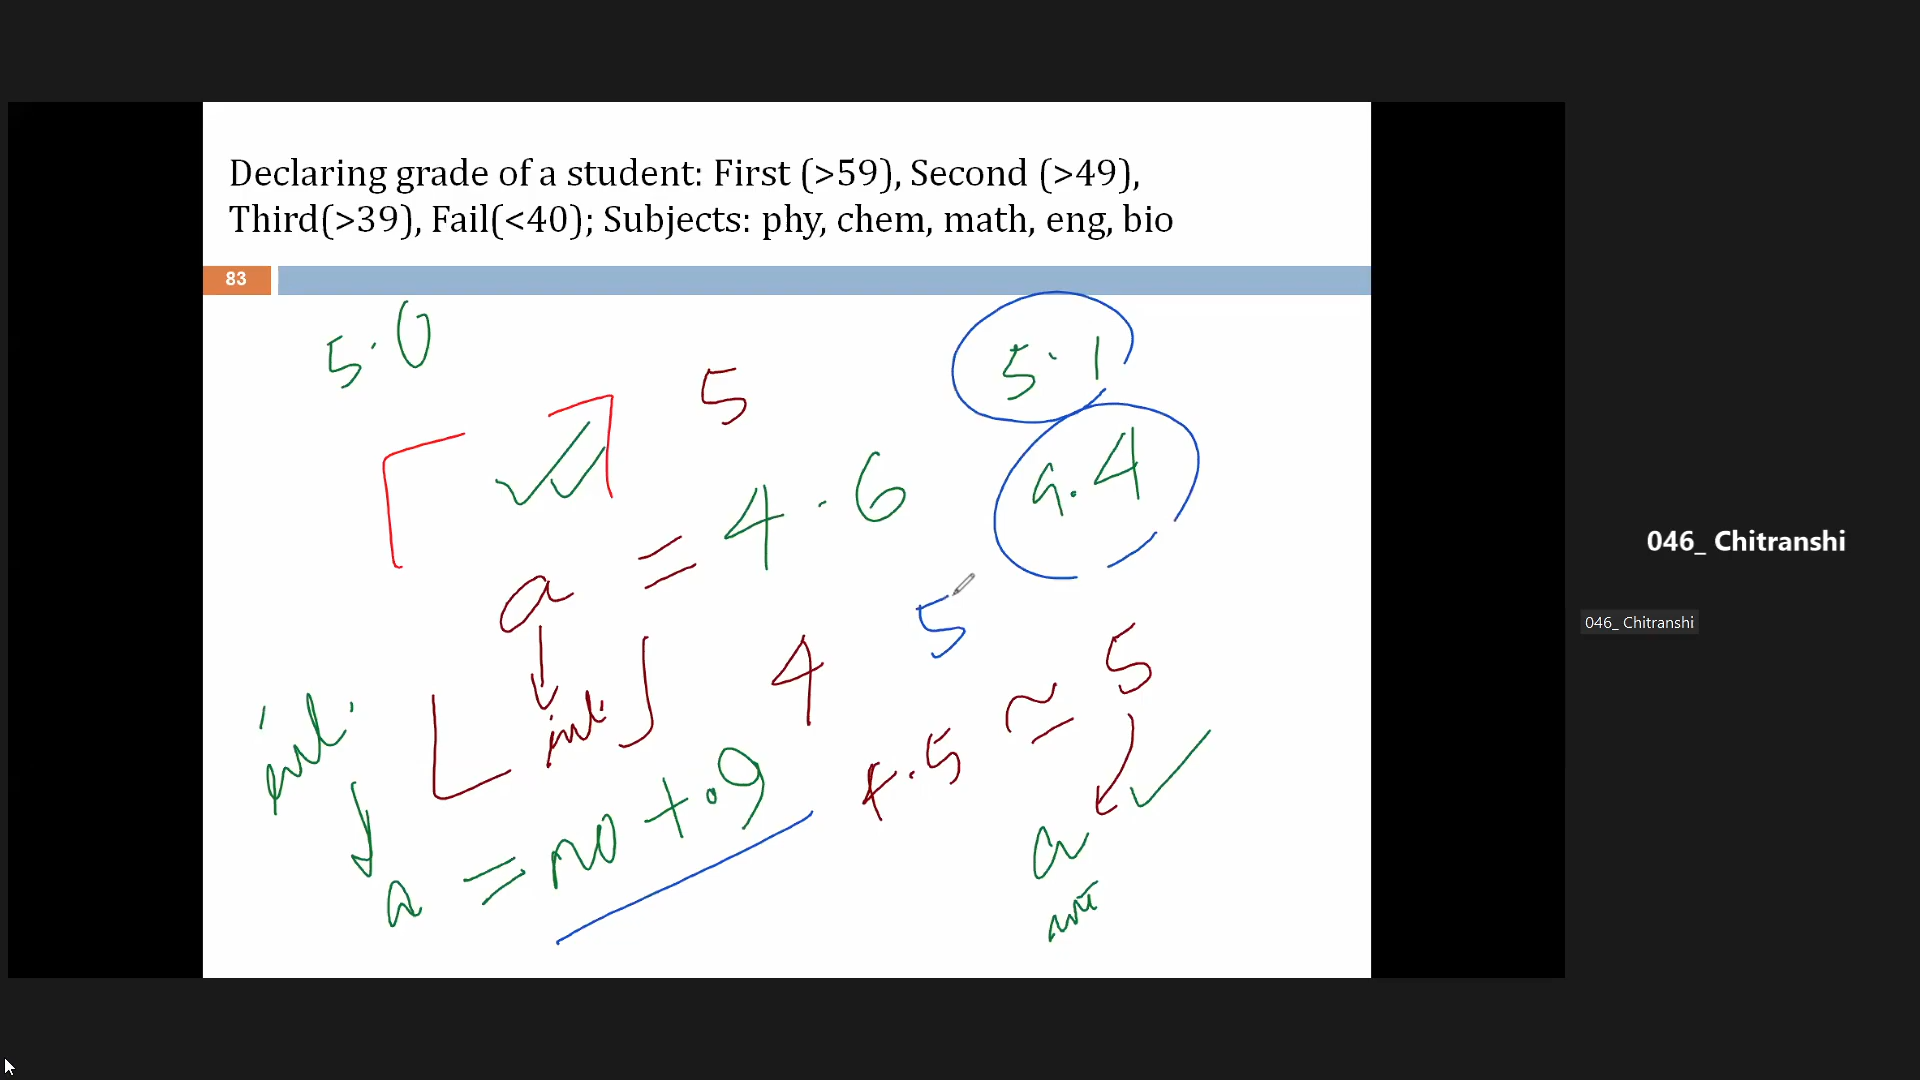 Declaring grade of a student: First (>59), Second (>49),
Third(>39), Fail(<40); Subjects: phy, chem, math, eng, bio
83
5.0
5
5.1
4.4
= 4.6
a
5
int
int
4
4.5 ≃ 5
a = no + .9
a
046_ Chitranshi
046_ Chitranshi